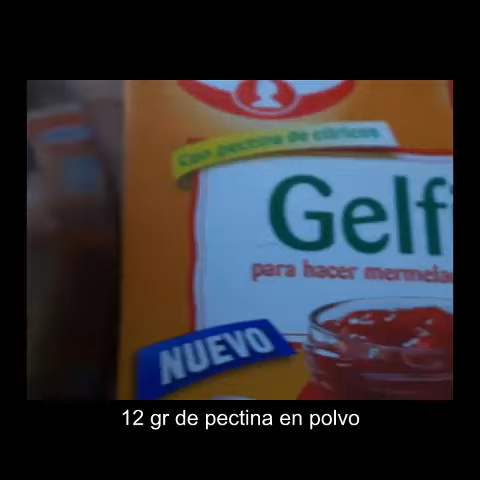 Con pectina de cítricos
Gelf
para hacer mermela
NUEVO
12 gr de pectina en polvo